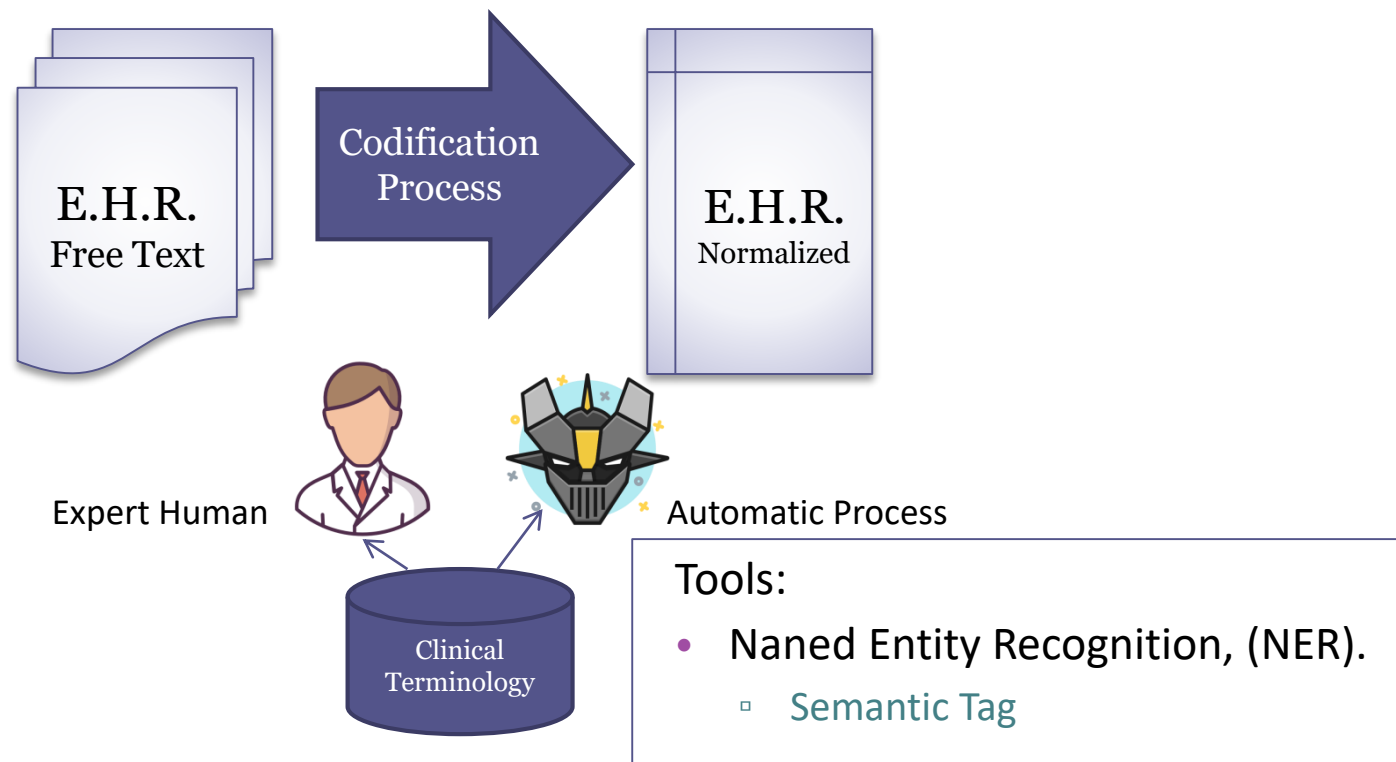 E.H.R.
Free Text
Codification
Process
E.H.R.
Normalized
Expert Human
Automatic Process
Clinical
Terminology
Tools:
• Naned Entity Recognition, (NER).
▫ Semantic Tag